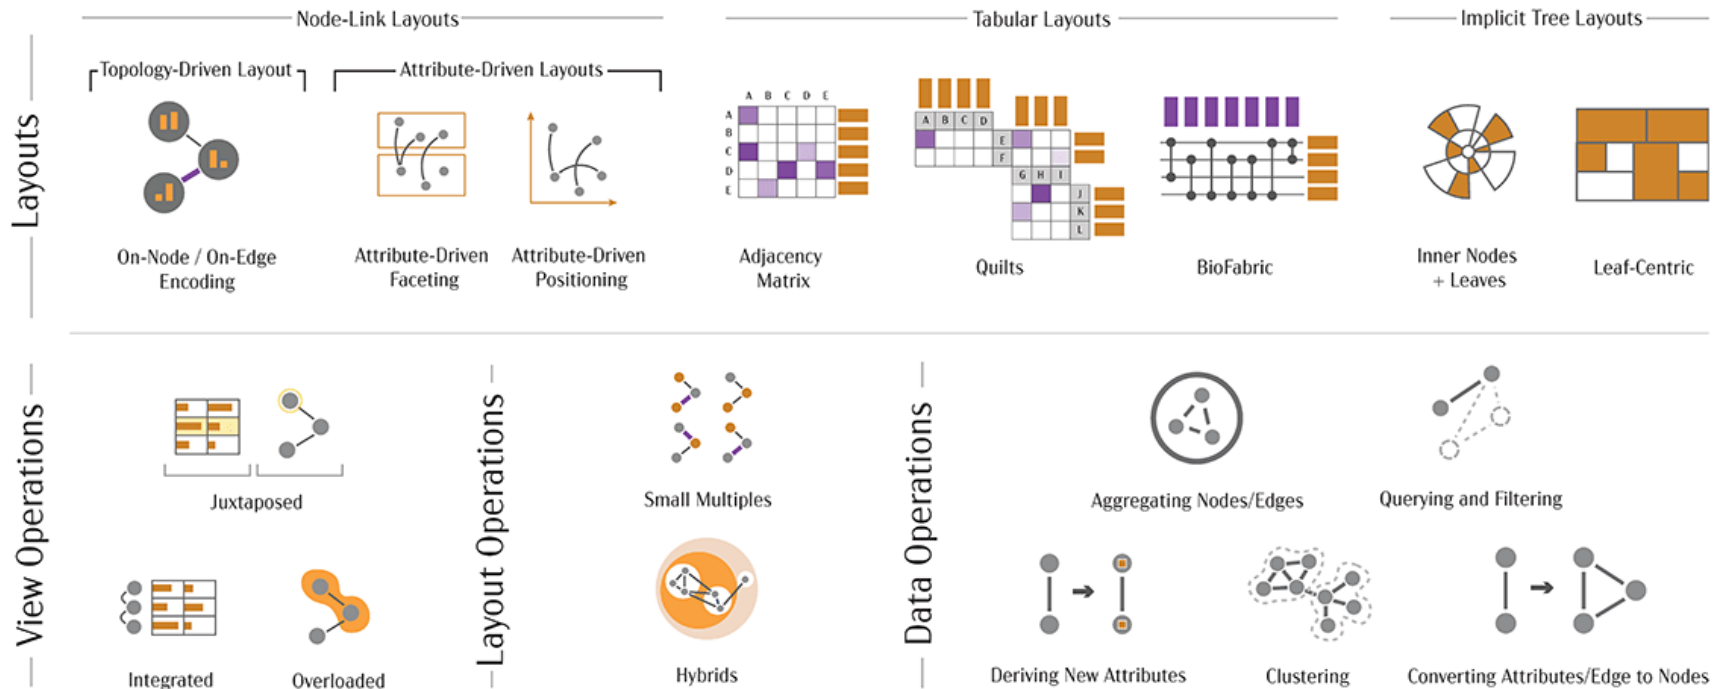 Node-Link Layouts
Tabular Layouts
Implicit Tree Layouts
Layouts
Topology-Driven Layout
Attribute-Driven Layouts
A B C D E
A
B
C
D
E
A B C D
E
F
G H I
J
K
L
On-Node / On-Edge
Encoding
Attribute-Driven
Faceting
Attribute-Driven
Positioning
Adjacency
Matrix
Quilts
BioFabric
Inner Nodes
+ Leaves
Leaf-Centric
View Operations
Juxtaposed
Integrated
Overloaded
Layout Operations
Small Multiples
Hybrids
Data Operations
Aggregating Nodes/Edges
Querying and Filtering
Deriving New Attributes
Clustering
Converting Attributes/Edge to Nodes